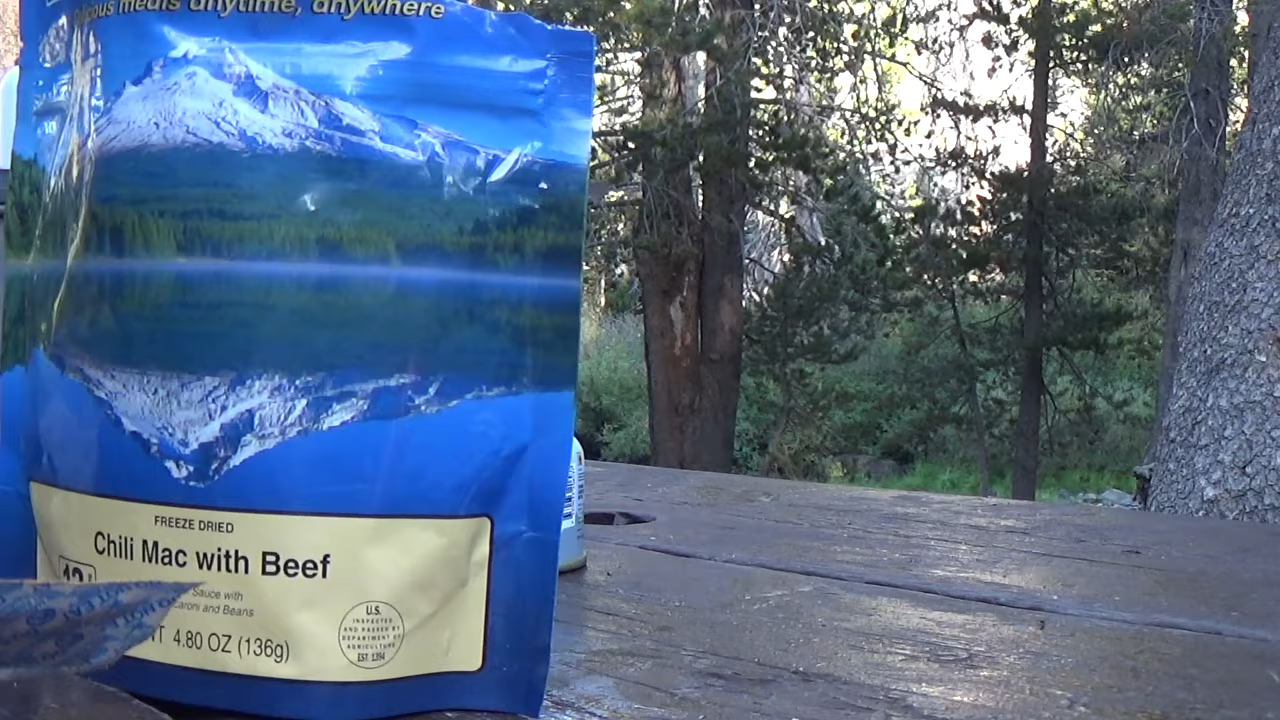 meals anytime, anywhere
FREEZE DRIED
Chili Mac with Beef
Sauce with
and Beans
4.80 OZ (136g)
U.S.
INSPECTED
AND PASSED BY
DEPARTMENT OF
AGRICULTURE
EST. 1394